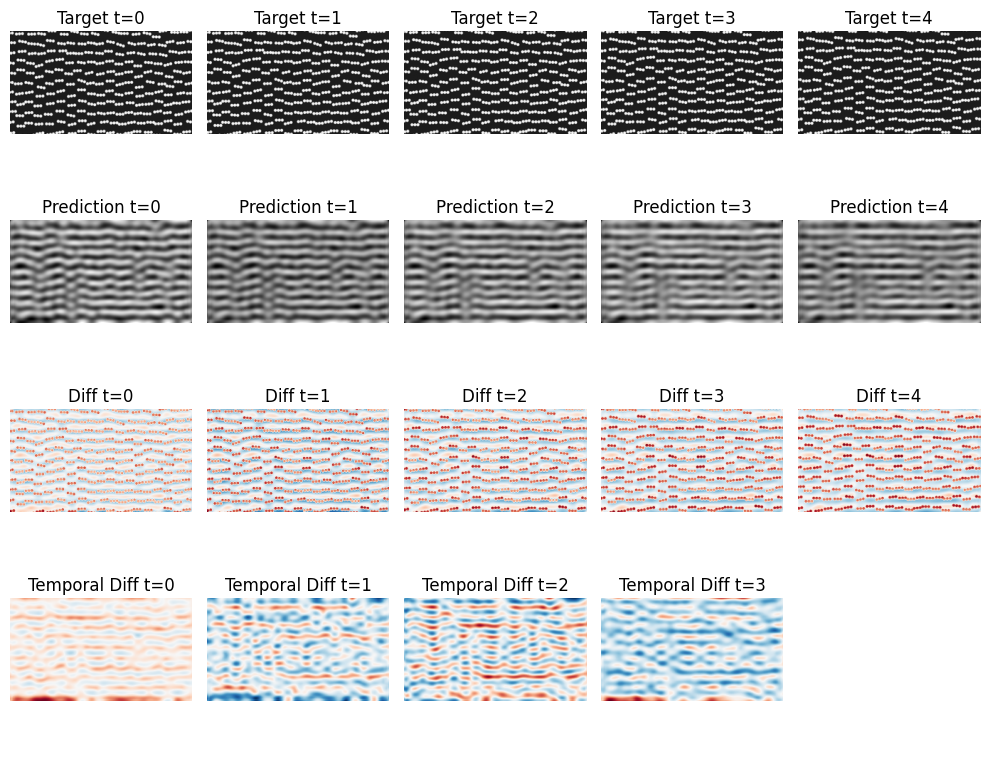 Target t=0 Target t=1 Target t=2 Target t=3 Target t=4
Prediction t=0 Prediction t=1 Prediction t=2 Prediction t=3 Prediction t=4
Diff t=0 Diff t=1 Diff t=2 Diff t=3 Diff t=4
Temporal Diff t=0 Temporal Diff t=1 Temporal Diff t=2 Temporal Diff t=3